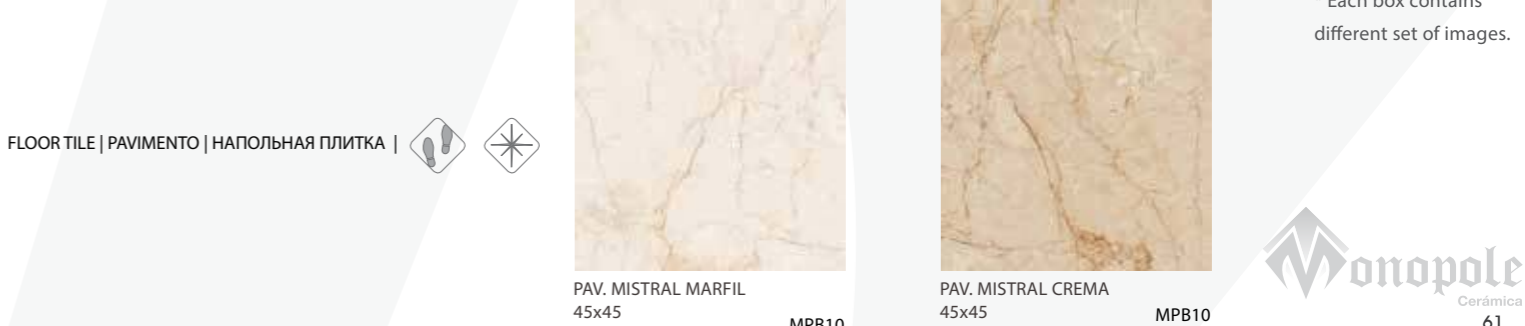 * Each box contains
different set of images.
FLOOR TILE | PAVIMENTO | НАПОЛЬНАЯ ПЛИТКА |
PAV. MISTRAL MARFIL
45x45
MPB10
PAV. MISTRAL CREMA
45x45
MPB10
Monopole
Cerámica
61